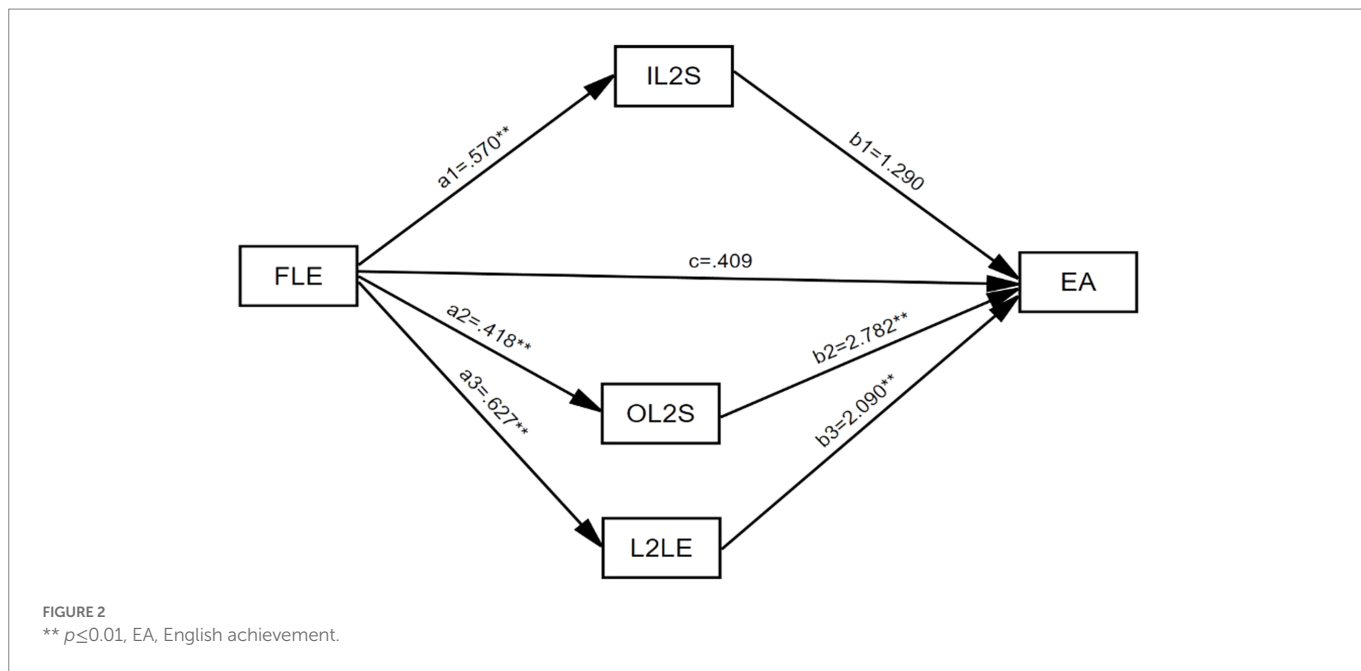 IL2S
a1=.570**
b1=1.290
FLE
c=.409
EA
a2=.418**
b2=2.782**
OL2S
a3=.627**
b3=2.090**
L2LE
FIGURE 2
** p≤0.01, EA, English achievement.